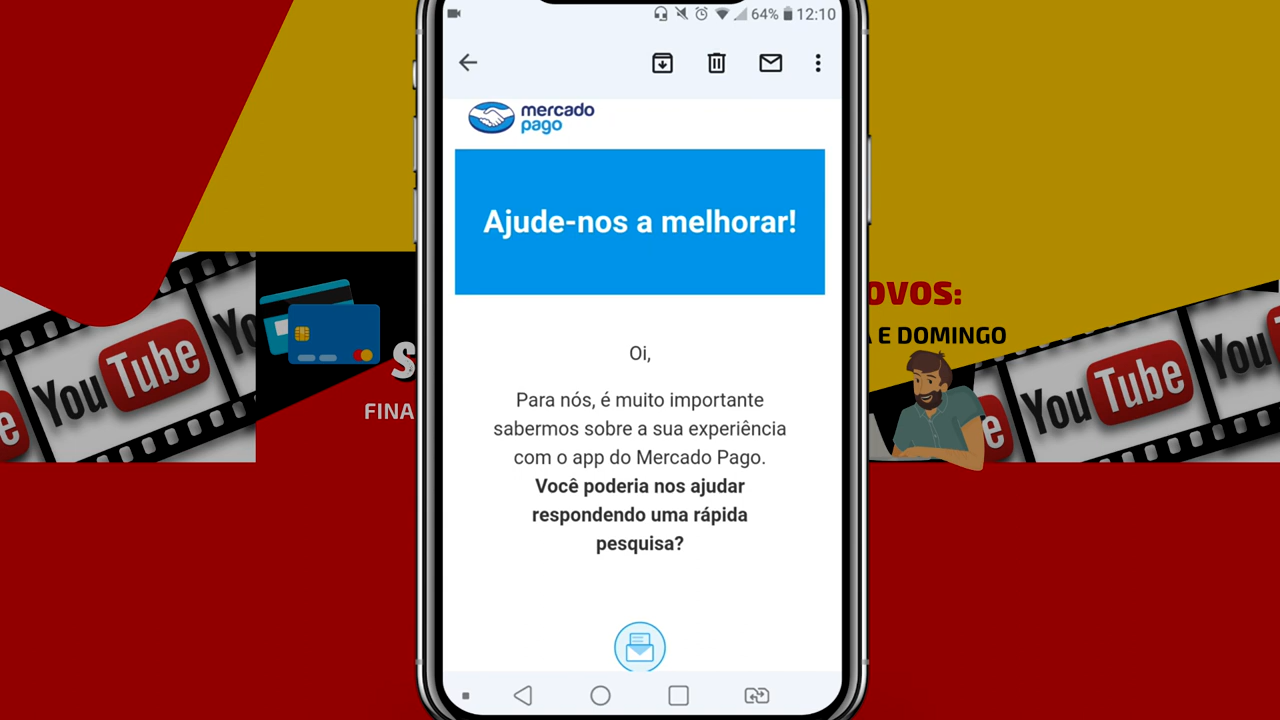 64% 12:10
mercado
pago
Ajude-nos a melhorar!
Oi,
Para nós, é muito importante
sabermos sobre a sua experiência
com o app do Mercado Pago.
Você poderia nos ajudar
respondendo uma rápida
pesquisa?
YouTube
S
FINA
OVOS:
A E DOMINGO
YouTube